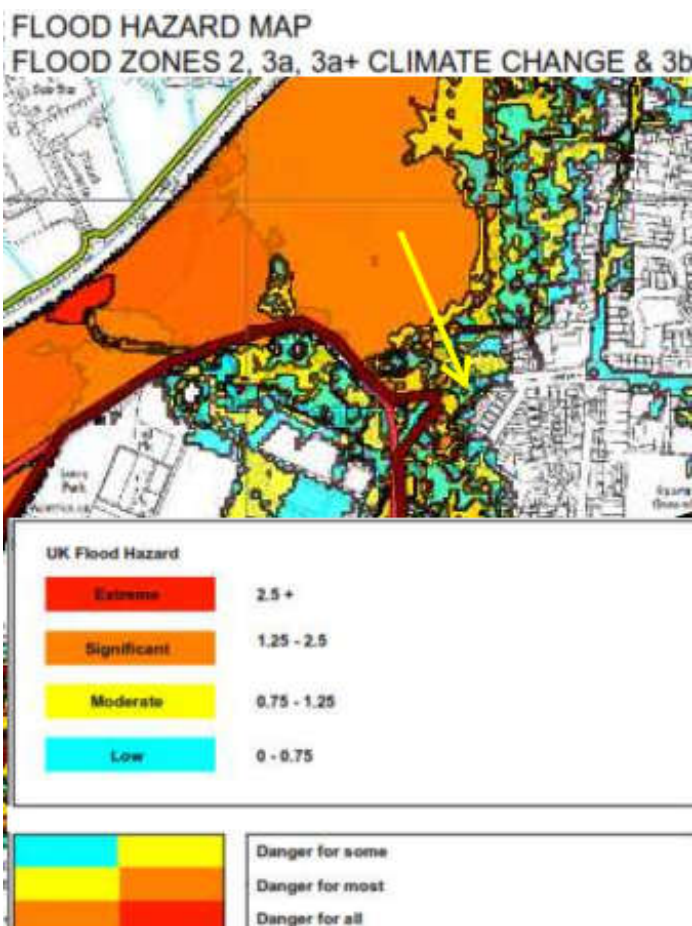 FLOOD HAZARD MAP
FLOOD ZONES 2, 3a, 3a+ CLIMATE CHANGE & 3b
UK Flood Hazard
Extreme 2.5 +
Significant 1.25 - 2.5
Moderate 0.75 - 1.25
Low 0 - 0.75
Danger for some
Danger for most
Danger for all